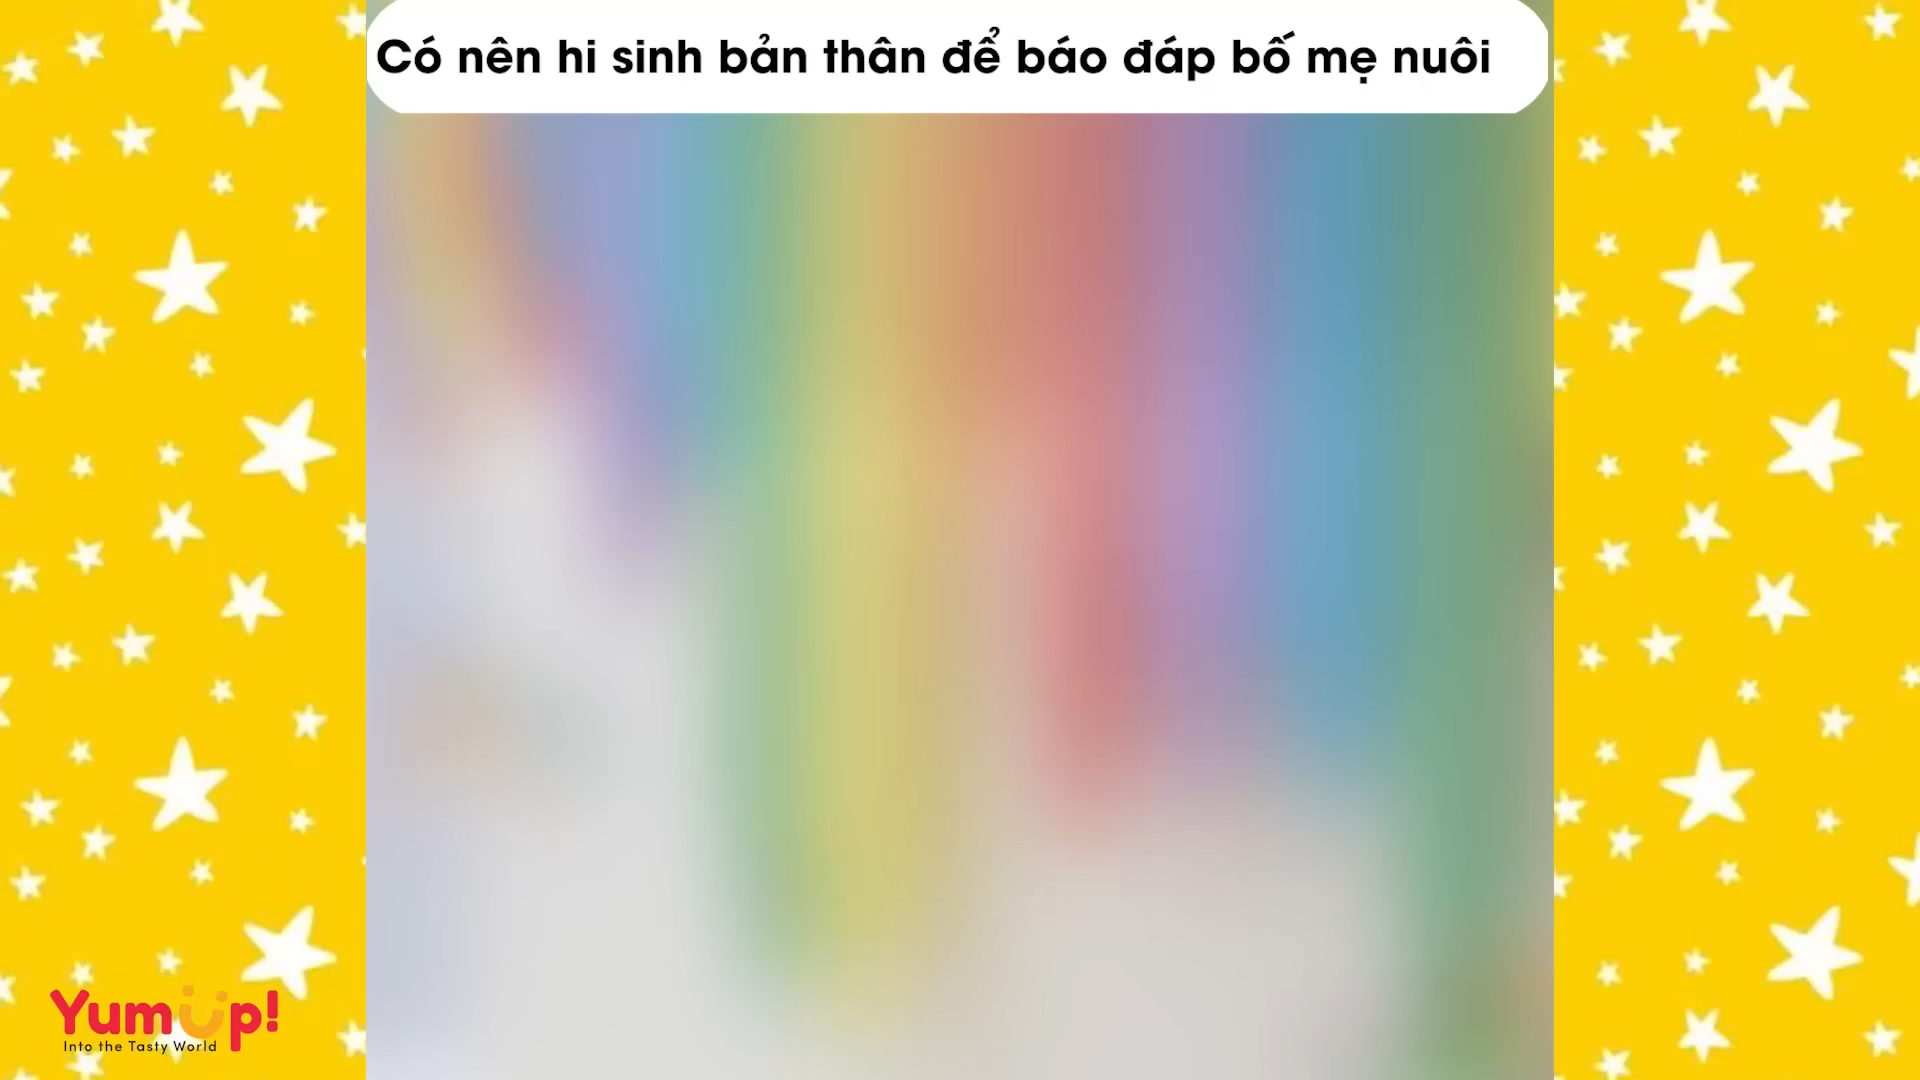 Có nên hi sinh bản thân để báo đáp bố mẹ nuôi
YumUp!
Into the Tasty World